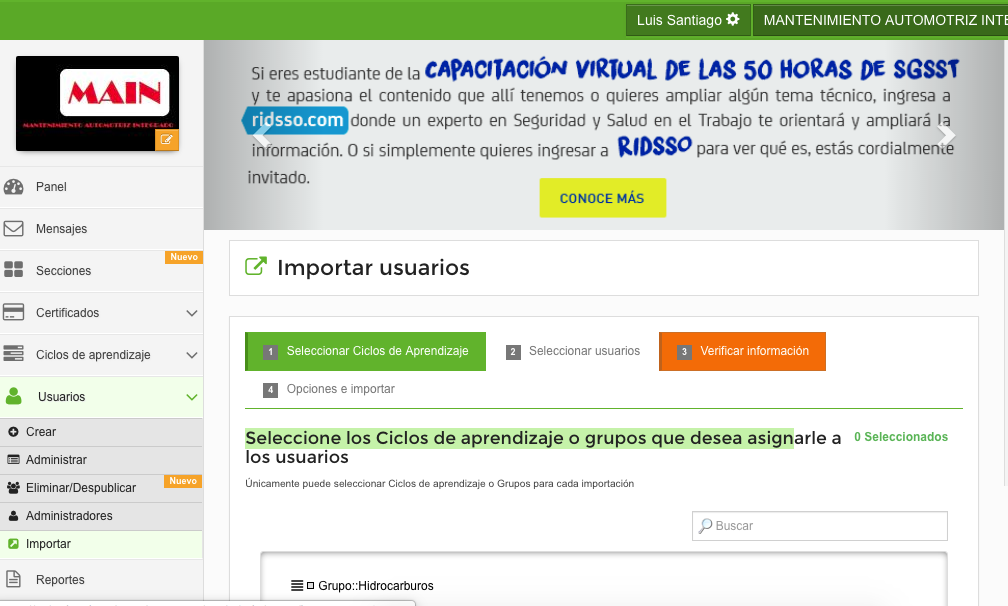 Luis Santiago
MANTENIMIENTO AUTOMOTRIZ INTE
MAIN
MANTENIMIENTO AUTOMOTRIZ INTEGRADO
Si eres estudiante de la CAPACITACIÓN VIRTUAL DE LAS 50 HORAS DE SGSST
y te apasiona el contenido que allí tenemos o quieres ampliar algún tema técnico, ingresa a
ridsso.com donde un experto en Seguridad y Salud en el Trabajo te orientará y ampliará la
información. O si simplemente quieres ingresar a RIDSSO para ver qué es, estás cordialmente
invitado.
CONOCE MÁS
Panel
Mensajes
Nuevo
Secciones
Certificados
Ciclos de aprendizaje
Usuarios
Crear
Administrar
Nuevo
Eliminar/Despublicar
Administradores
Importar
Reportes
Importar usuarios
1 Seleccionar Ciclos de Aprendizaje
2 Seleccionar usuarios
3 Verificar información
4 Opciones e importar
Seleccione los Ciclos de aprendizaje o grupos que desea asignarle a
los usuarios
0 Seleccionados
Únicamente puede seleccionar Ciclos de aprendizaje o Grupos para cada importación
Buscar
Grupo::Hidrocarburos